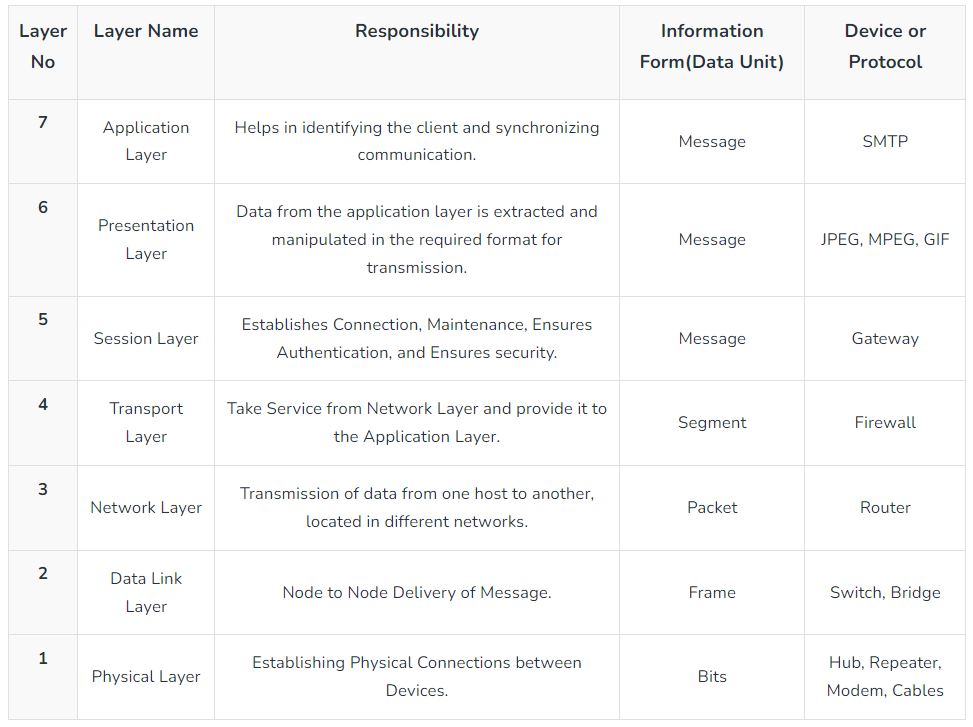 Layer No
Layer Name
Responsibility
Information Form(Data Unit)
Device or Protocol
7
Application Layer
Helps in identifying the client and synchronizing
communication.
Message
SMTP
6
Presentation Layer
Data from the application layer is extracted and
manipulated in the required format for
transmission.
Message
JPEG, MPEG, GIF
5
Session Layer
Establishes Connection, Maintenance, Ensures
Authentication, and Ensures security.
Message
Gateway
4
Transport Layer
Take Service from Network Layer and provide it to
the Application Layer.
Segment
Firewall
3
Network Layer
Transmission of data from one host to another,
located in different networks.
Packet
Router
2
Data Link Layer
Node to Node Delivery of Message.
Frame
Switch, Bridge
1
Physical Layer
Establishing Physical Connections between
Devices.
Bits
Hub, Repeater,
Modem, Cables